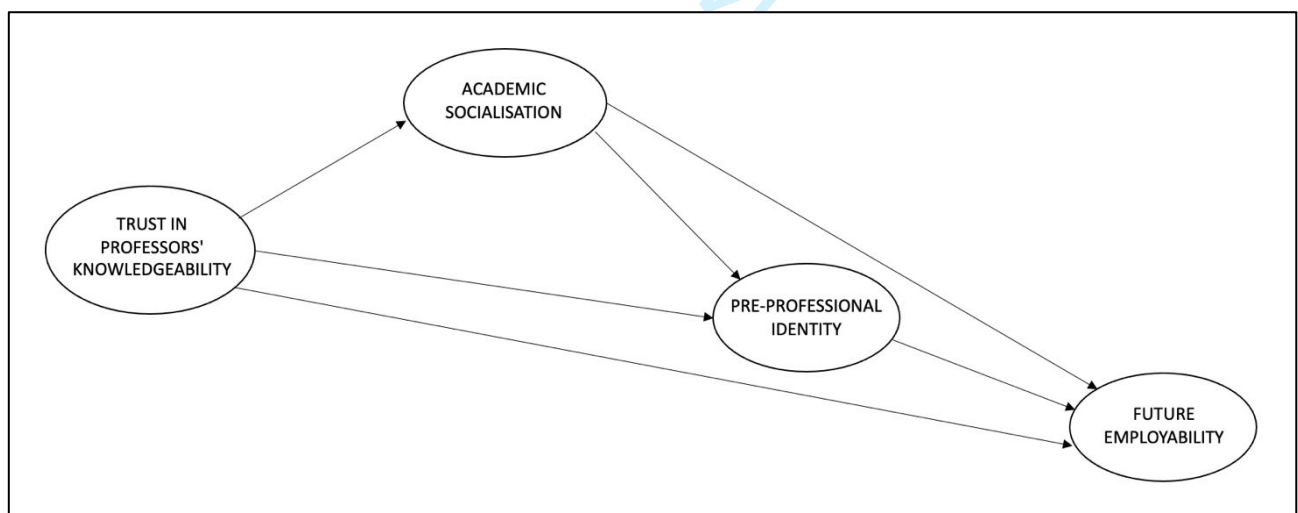 ACADEMIC
SOCIALISATION
TRUST IN
PROFESSORS'
KNOWLEDGEABILITY
PRE-PROFESSIONAL
IDENTITY
FUTURE
EMPLOYABILITY